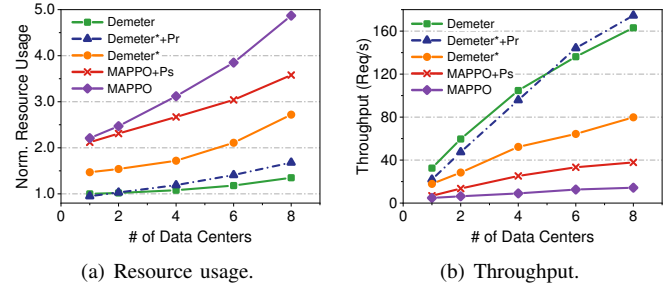 5.0
4.0
3.0
2.0
1.0
0
2
4
6
8
Norm. Resource Usage
# of Data Centers
Demeter
Demeter*+Pr
Demeter*
MAPPO+Ps
MAPPO
(a) Resource usage.
160
120
80
40
0
0
2
4
6
8
Throughput (Req/s)
# of Data Centers
Demeter
Demeter*+Pr
Demeter*
MAPPO+Ps
MAPPO
(b) Throughput.